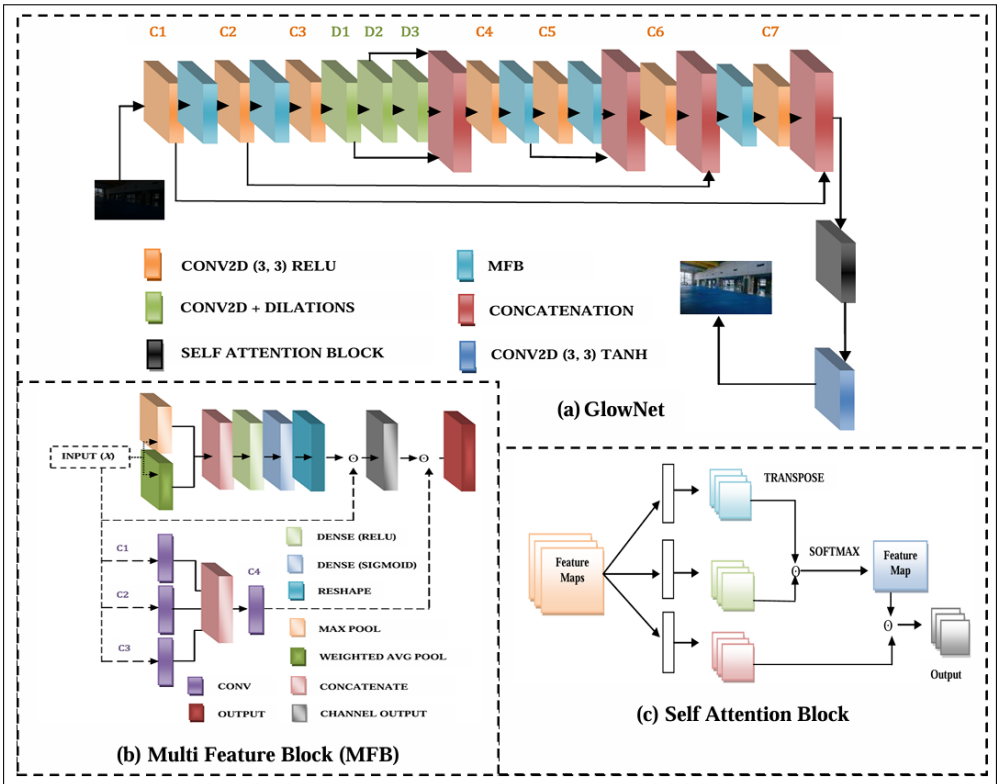 C1 C2 C3 D1 D2 D3 C4 C5 C6 C7
CONV2D (3, 3) RELU
MFB
CONV2D + DILATIONS
CONCATENATION
SELF ATTENTION BLOCK
CONV2D (3, 3) TANH
(a) GlowNet
INPUT (X)
ʘ
ʘ
C1
C2
C3
C4
DENSE (RELU)
DENSE (SIGMOID)
RESHAPE
MAX POOL
WEIGHTED AVG POOL
CONV
CONCATENATE
OUTPUT
CHANNEL OUTPUT
(b) Multi Feature Block (MFB)
Feature
Maps
TRANSPOSE
ʘ
SOFTMAX
Feature
Map
ʘ
Output
(c) Self Attention Block